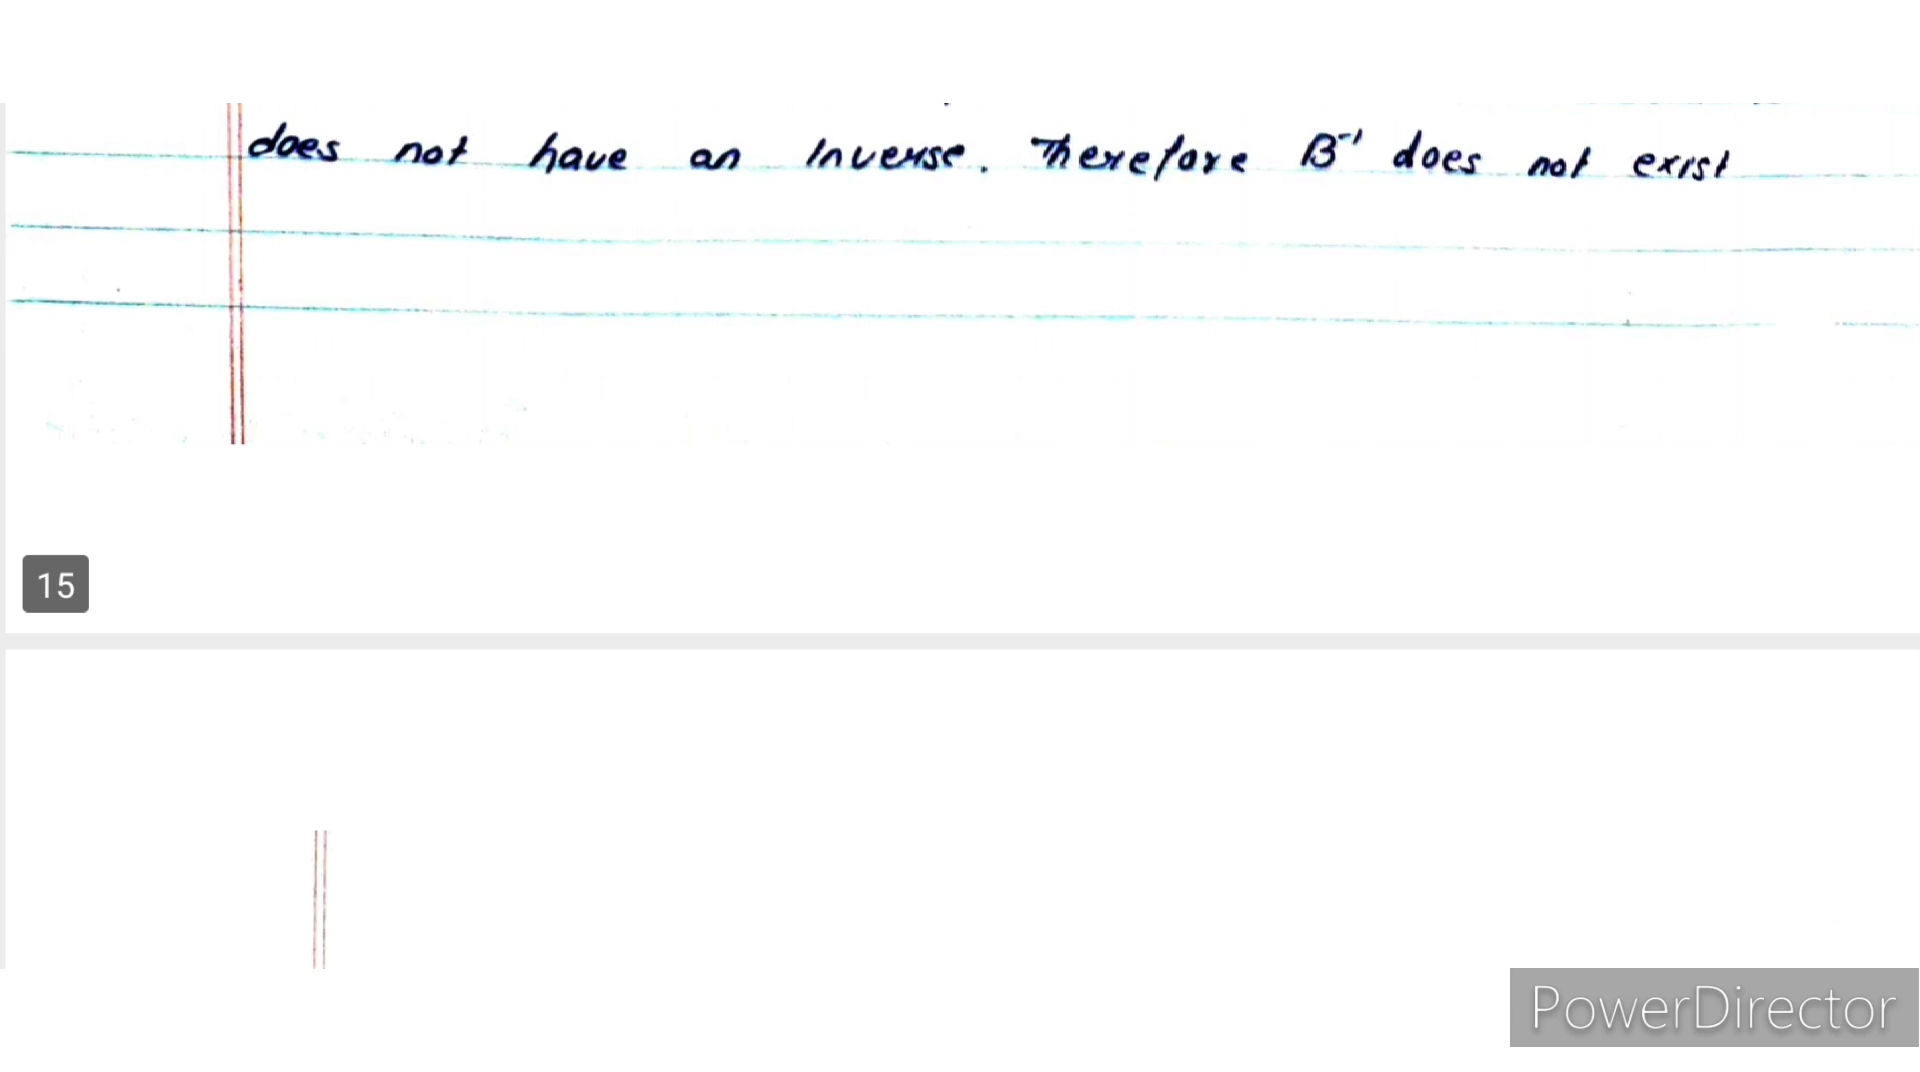 does not have an Inverse. Therefore B⁻¹ does not exist
15
PowerDirector